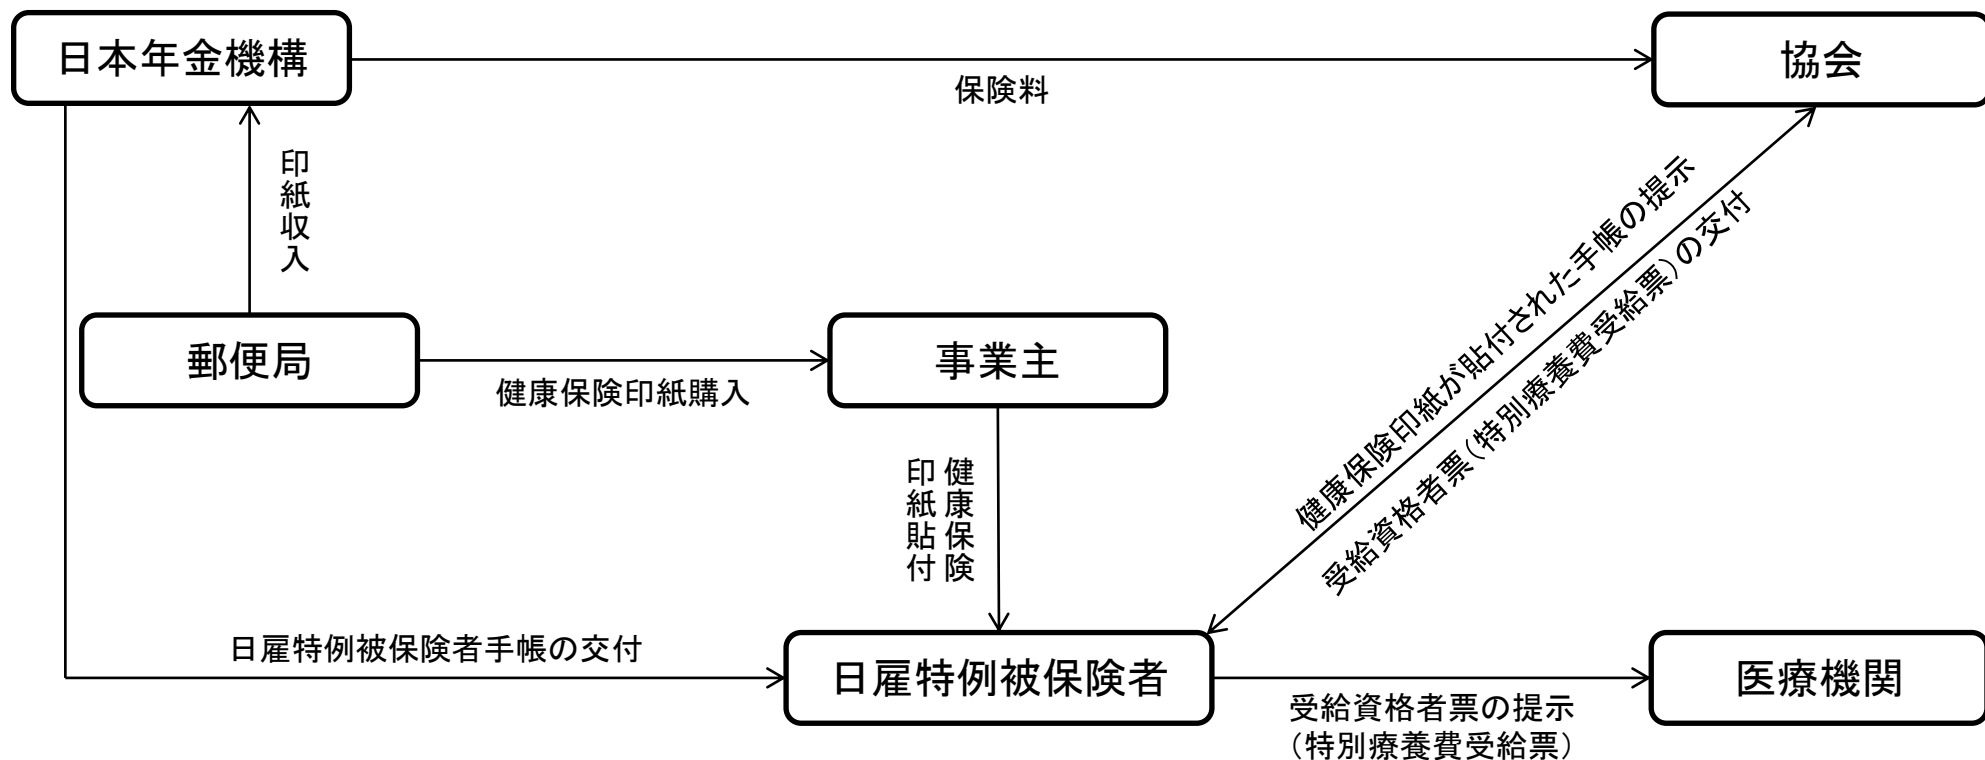 日本年金機構
協会
保険料
印紙収入
郵便局
事業主
健康保険印紙購入
健康保険
印紙貼付
健康保険印紙が貼付された手帳の提示
受給資格者票(特別療養費受給票)の交付
日雇特例被保険者手帳の交付
日雇特例被保険者
医療機関
受給資格者票の提示
(特別療養費受給票)